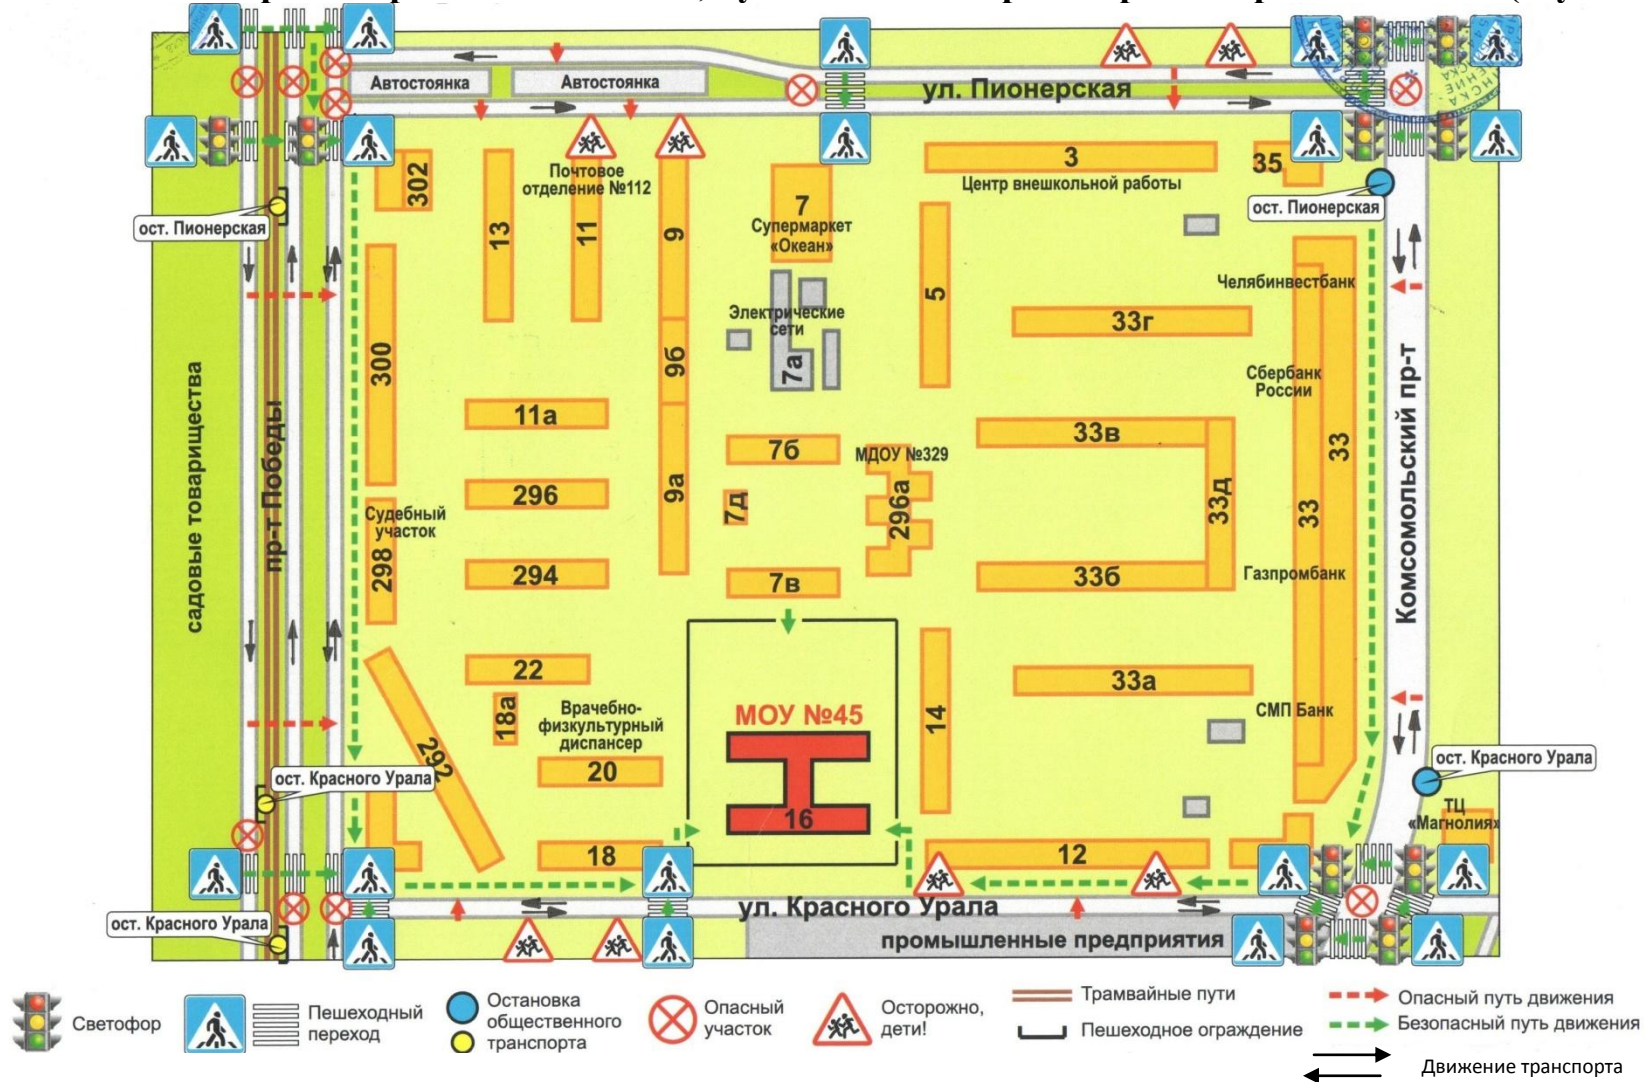 Автостоянка
Автостоянка
ул. Пионерская
302
13
Почтовое
отделение №112
11
9
7
Супермаркет
«Океан»
3
Центр внешкольной работы
35
ост. Пионерская
ост. Пионерская
Электрические
сети
7а
5
33г
Челябинвестбанк
садовые товарищества
пр-т Победы
300
9б
11а
7б
МДОУ №329
33в
Сбербанк
России
33
Комсомольский пр-т
Судебный
участок
298
296
9а
7д
296а
33д
33
294
7в
33б
Газпромбанк
22
18а
Врачебно-
физкультурный
диспансер
МОУ №45
14
33а
СМП Банк
292
20
16
ост. Красного Урала
ост. Красного Урала
ТЦ
«Магнолия»
18
12
ост. Красного Урала
ул. Красного Урала
промышленные предприятия
Светофор
Пешеходный
переход
Остановка
общественного
транспорта
Опасный
участок
Осторожно,
дети!
Трамвайные пути
Пешеходное ограждение
Опасный путь движения
Безопасный путь движения
Движение транспорта